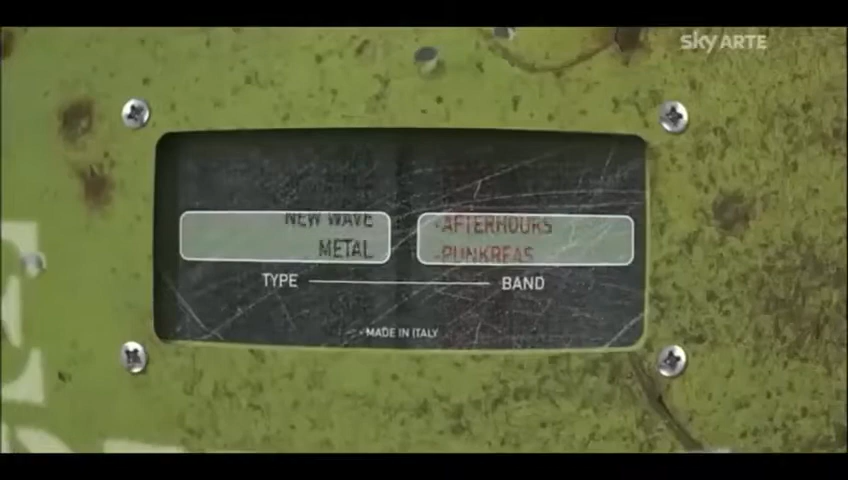 sky ARTE
NEW WAVE
METAL
-AFTERHOURS
-PUNKREAS
TYPE
BAND
- MADE IN ITALY